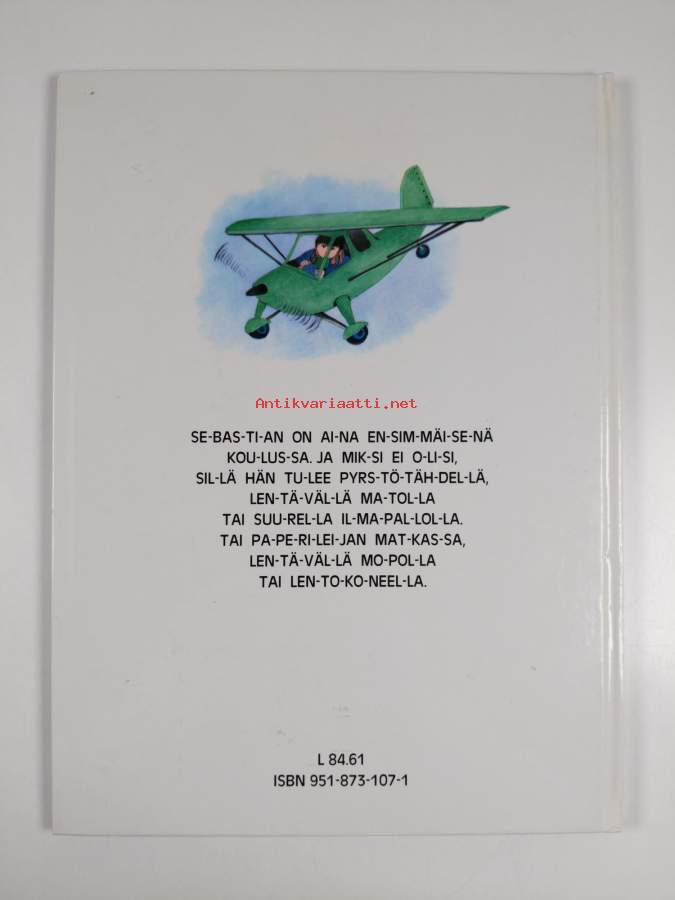 Antikvariaatti.net
SE-BAS-TI-AN ON AI-NA EN-SIM-MÄI-SE-NÄ
KOU-LUS-SA. JA MIK-SI EI O-LI-SI,
SIL-LÄ HÄN TU-LEE PYRS-TÖ-TÄH-DEL-LÄ,
LEN-TÄ-VÄL-LÄ MA-TOL-LA
TAI SUU-REL-LA IL-MA-PAL-LOL-LA.
TAI PA-PE-RI-LEI-JAN MAT-KAS-SA,
LEN-TÄ-VÄL-LÄ MO-POL-LA
TAI LEN-TO-KO-NEEL-LA.
L 84.61
ISBN 951-873-107-1